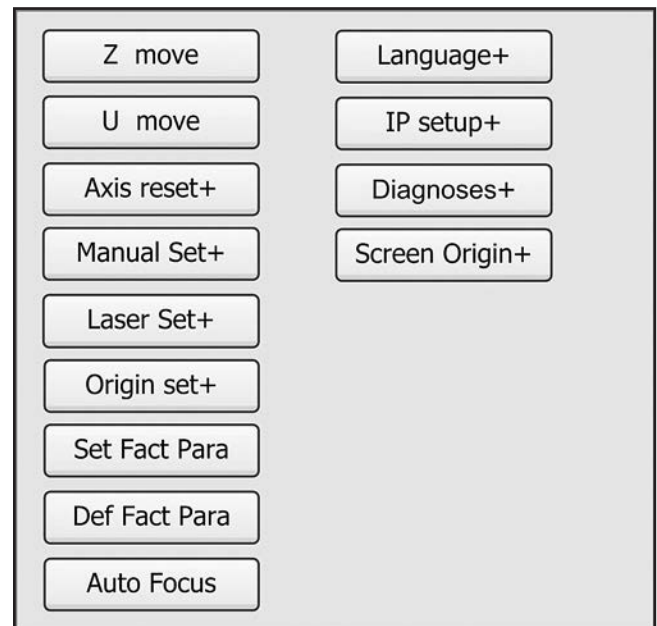 Z move
U move
Axis reset+
Manual Set+
Laser Set+
Origin set+
Set Fact Para
Def Fact Para
Auto Focus
Language+
IP setup+
Diagnoses+
Screen Origin+